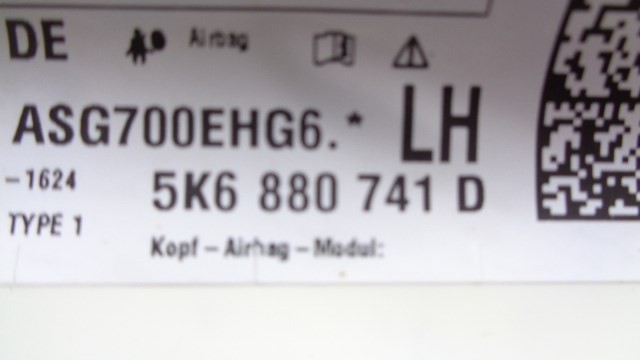 DE Airbag
ASG700EHG6.* LH
-1624 5K6 880 741 D
TYPE 1
Kopf-Airbag-Modul: